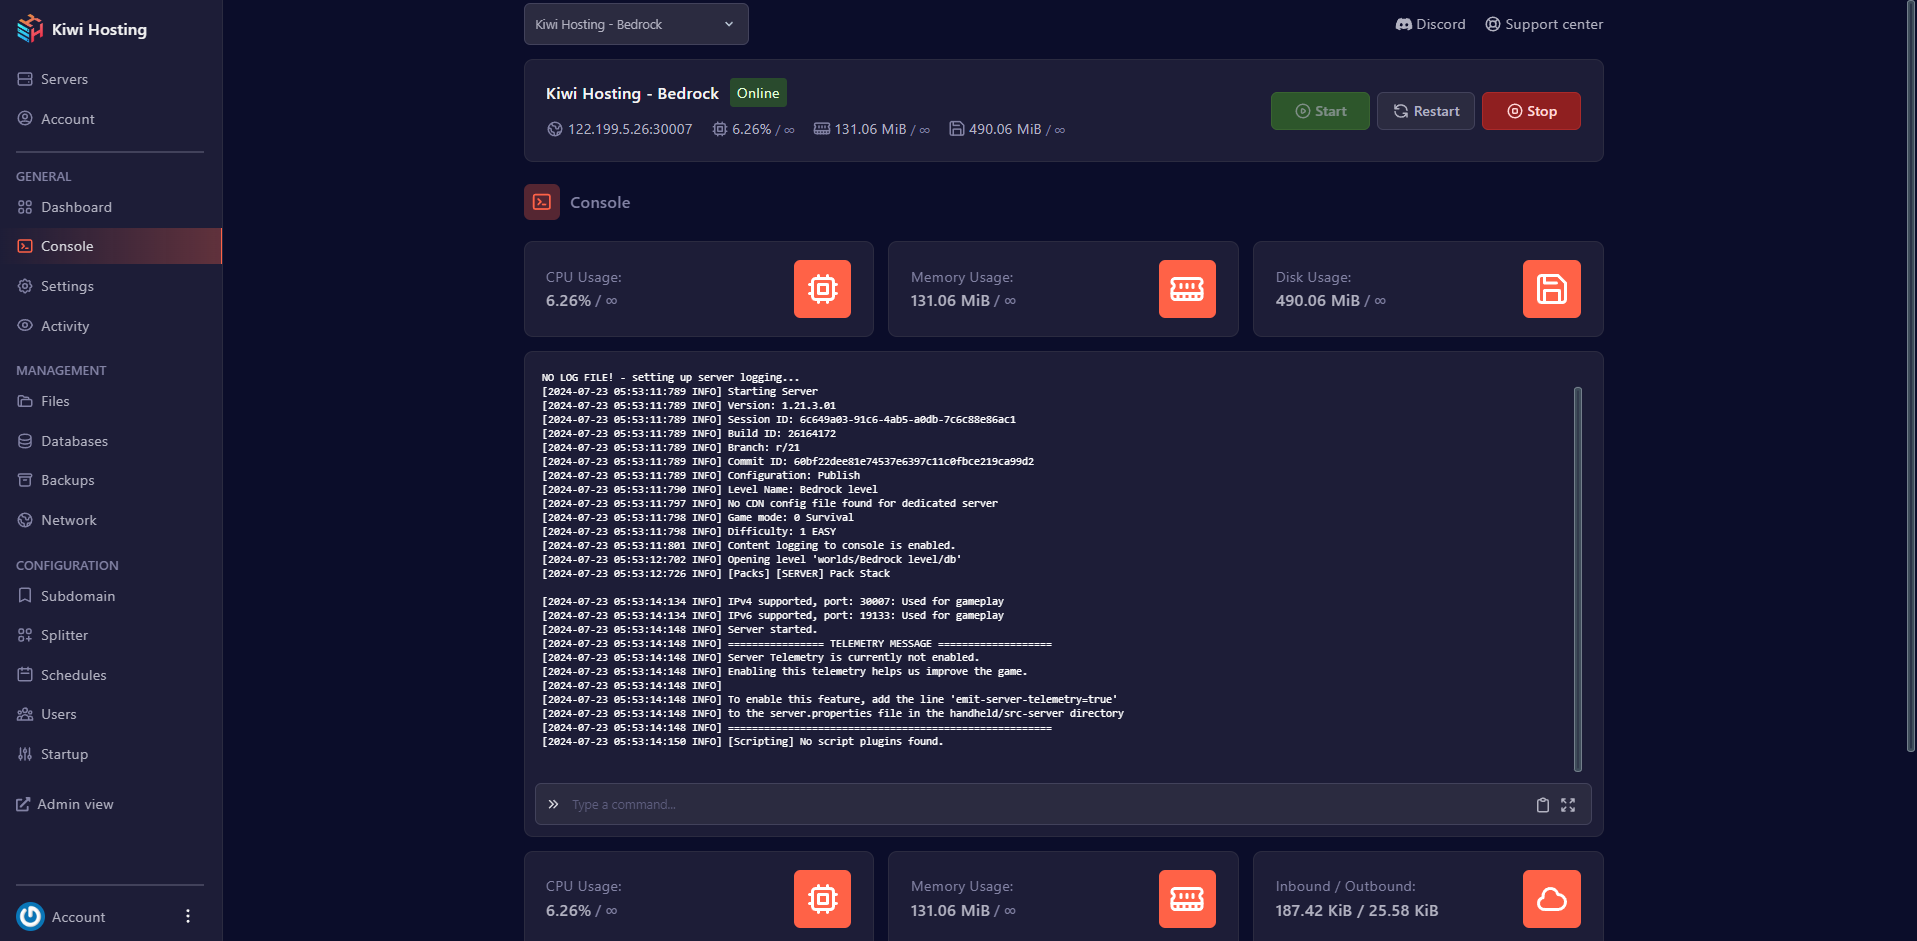 Kiwi Hosting
Servers
Account
GENERAL
Dashboard
Console
Settings
Activity
MANAGEMENT
Files
Databases
Backups
Network
CONFIGURATION
Subdomain
Splitter
Schedules
Users
Startup
Admin view
Account
Kiwi Hosting - Bedrock
Discord
Support center
Kiwi Hosting - Bedrock Online
122.199.5.26:30007 6.26% / ∞ 131.06 MiB / ∞ 490.06 MiB / ∞
Start Restart Stop
Console
CPU Usage:
6.26% / ∞
Memory Usage:
131.06 MiB / ∞
Disk Usage:
490.06 MiB / ∞
NO LOG FILE! - setting up server logging...
[2024-07-23 05:53:11:789 INFO] Starting Server
[2024-07-23 05:53:11:789 INFO] Version: 1.21.3.01
[2024-07-23 05:53:11:789 INFO] Session ID: 6c649a03-91c6-4ab5-a0db-7c6c88e86ac1
[2024-07-23 05:53:11:789 INFO] Build ID: 26164172
[2024-07-23 05:53:11:789 INFO] Branch: r/21
[2024-07-23 05:53:11:789 INFO] Commit ID: 60bf22dee81e74537e6397c11c0fbce219ca99d2
[2024-07-23 05:53:11:789 INFO] Configuration: Publish
[2024-07-23 05:53:11:790 INFO] Level Name: Bedrock level
[2024-07-23 05:53:11:797 INFO] No CDN config file found for dedicated server
[2024-07-23 05:53:11:798 INFO] Game mode: 0 Survival
[2024-07-23 05:53:11:798 INFO] Difficulty: 1 EASY
[2024-07-23 05:53:11:801 INFO] Content logging to console is enabled.
[2024-07-23 05:53:12:702 INFO] Opening level 'worlds/Bedrock level/db'
[2024-07-23 05:53:12:726 INFO] [Packs] [SERVER] Pack Stack
[2024-07-23 05:53:14:134 INFO] IPv4 supported, port: 30007: Used for gameplay
[2024-07-23 05:53:14:134 INFO] IPv6 supported, port: 19133: Used for gameplay
[2024-07-23 05:53:14:148 INFO] Server started.
[2024-07-23 05:53:14:148 INFO] ================ TELEMETRY MESSAGE ===================
[2024-07-23 05:53:14:148 INFO] Server Telemetry is currently not enabled.
[2024-07-23 05:53:14:148 INFO] Enabling this telemetry helps us improve the game.
[2024-07-23 05:53:14:148 INFO]
[2024-07-23 05:53:14:148 INFO] To enable this feature, add the line 'emit-server-telemetry=true'
[2024-07-23 05:53:14:148 INFO] to the server.properties file in the handheld/src-server directory
[2024-07-23 05:53:14:148 INFO] ======================================================
[2024-07-23 05:53:14:150 INFO] [Scripting] No script plugins found.
Type a command...
CPU Usage:
6.26% / ∞
Memory Usage:
131.06 MiB / ∞
Inbound / Outbound:
187.42 KiB / 25.58 KiB